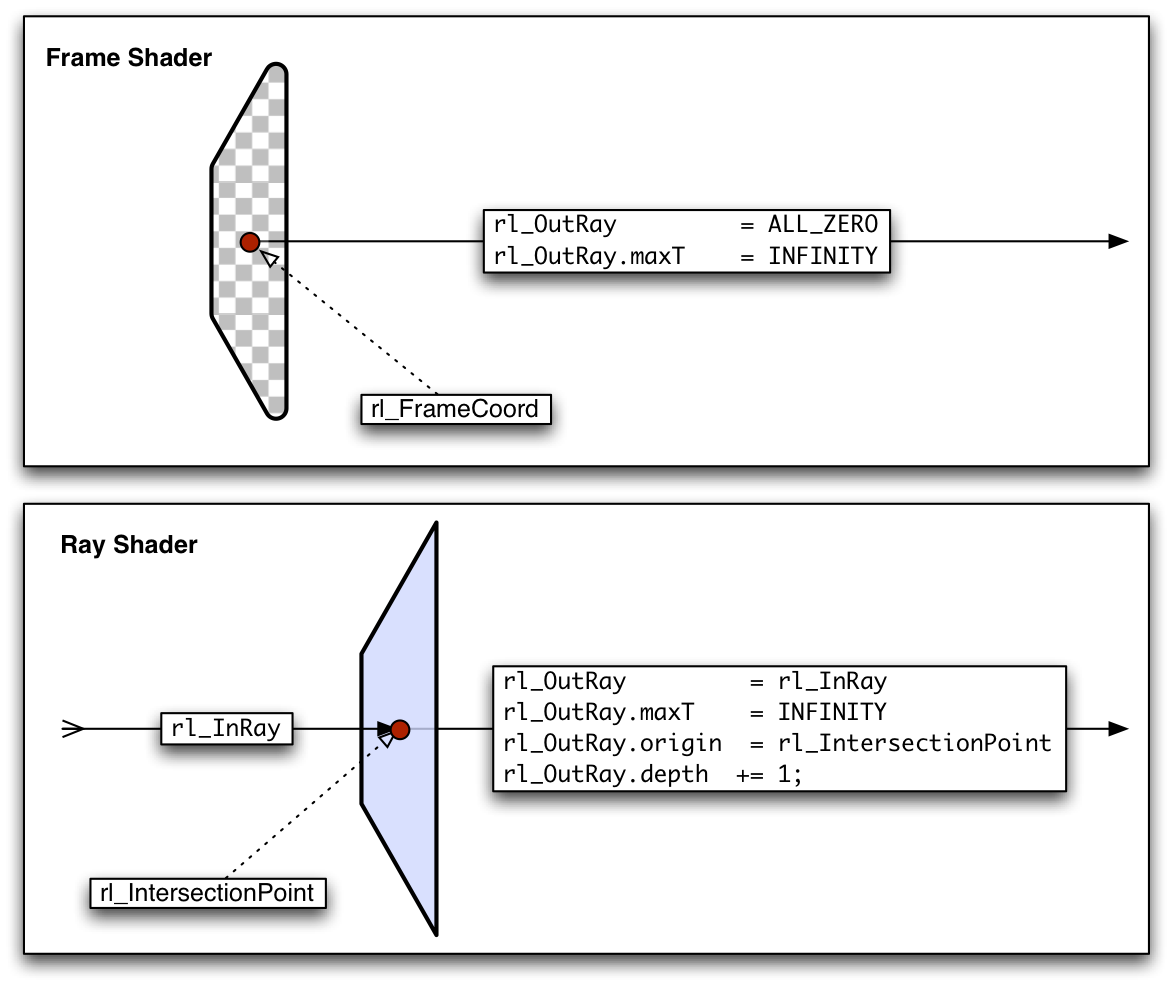 Frame Shader
rl_OutRay         = ALL_ZERO
rl_OutRay.maxT    = INFINITY
rl_FrameCoord
Ray Shader
rl_InRay
rl_OutRay         = rl_InRay
rl_OutRay.maxT    = INFINITY
rl_OutRay.origin  = rl_IntersectionPoint
rl_OutRay.depth  += 1;
rl_IntersectionPoint